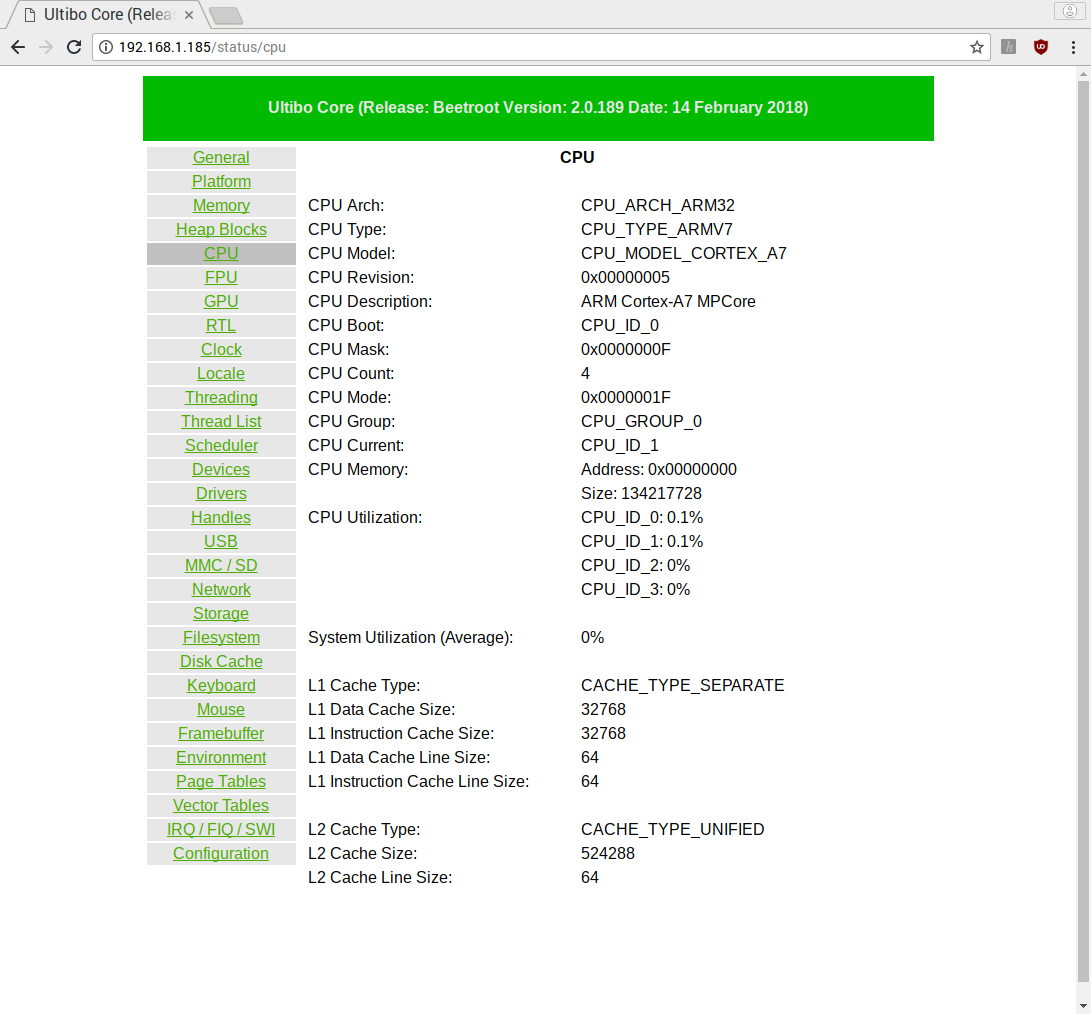 Ultibo Core (Relea
192.168.1.185/status/cpu
Ultibo Core (Release: Beetroot Version: 2.0.189 Date: 14 February 2018)
General
Platform
Memory
Heap Blocks
CPU
FPU
GPU
RTL
Clock
Locale
Threading
Thread List
Scheduler
Devices
Drivers
Handles
USB
MMC / SD
Network
Storage
Filesystem
Disk Cache
Keyboard
Mouse
Framebuffer
Environment
Page Tables
Vector Tables
IRQ / FIQ / SWI
Configuration
CPU
CPU Arch: CPU_ARCH_ARM32
CPU Type: CPU_TYPE_ARMV7
CPU Model: CPU_MODEL_CORTEX_A7
CPU Revision: 0x00000005
CPU Description: ARM Cortex-A7 MPCore
CPU Boot: CPU_ID_0
CPU Mask: 0x0000000F
CPU Count: 4
CPU Mode: 0x0000001F
CPU Group: CPU_GROUP_0
CPU Current: CPU_ID_1
CPU Memory: Address: 0x00000000
Size: 134217728
CPU Utilization: CPU_ID_0: 0.1%
CPU_ID_1: 0.1%
CPU_ID_2: 0%
CPU_ID_3: 0%
System Utilization (Average): 0%
L1 Cache Type: CACHE_TYPE_SEPARATE
L1 Data Cache Size: 32768
L1 Instruction Cache Size: 32768
L1 Data Cache Line Size: 64
L1 Instruction Cache Line Size: 64
L2 Cache Type: CACHE_TYPE_UNIFIED
L2 Cache Size: 524288
L2 Cache Line Size: 64